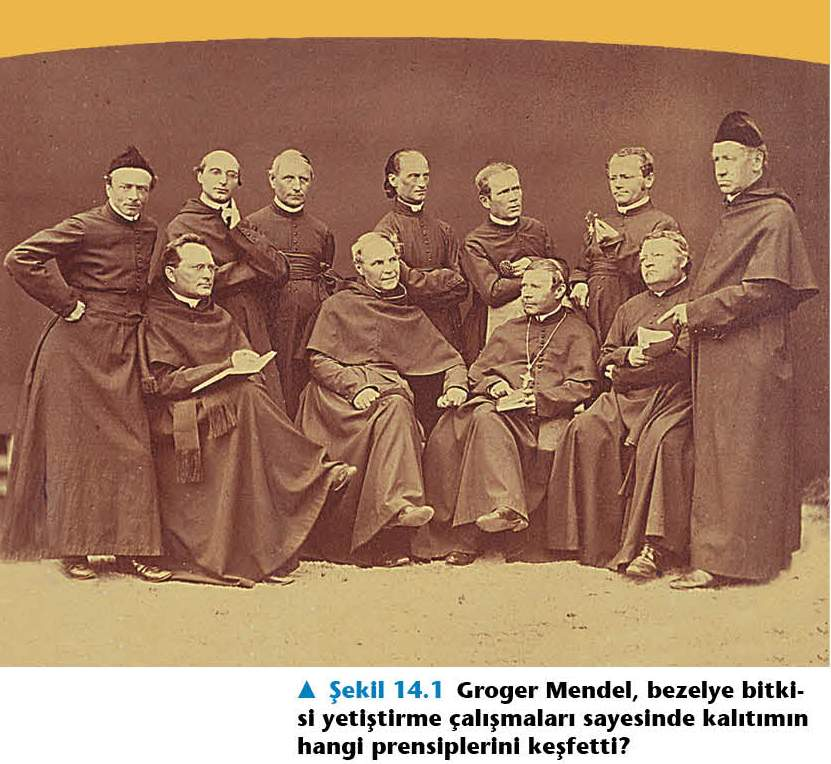 ▲ Şekil 14.1 Groger Mendel, bezelye bitki-
si yetiştirme çalışmaları sayesinde kalıtımın
hangi prensiplerini keşfetti?